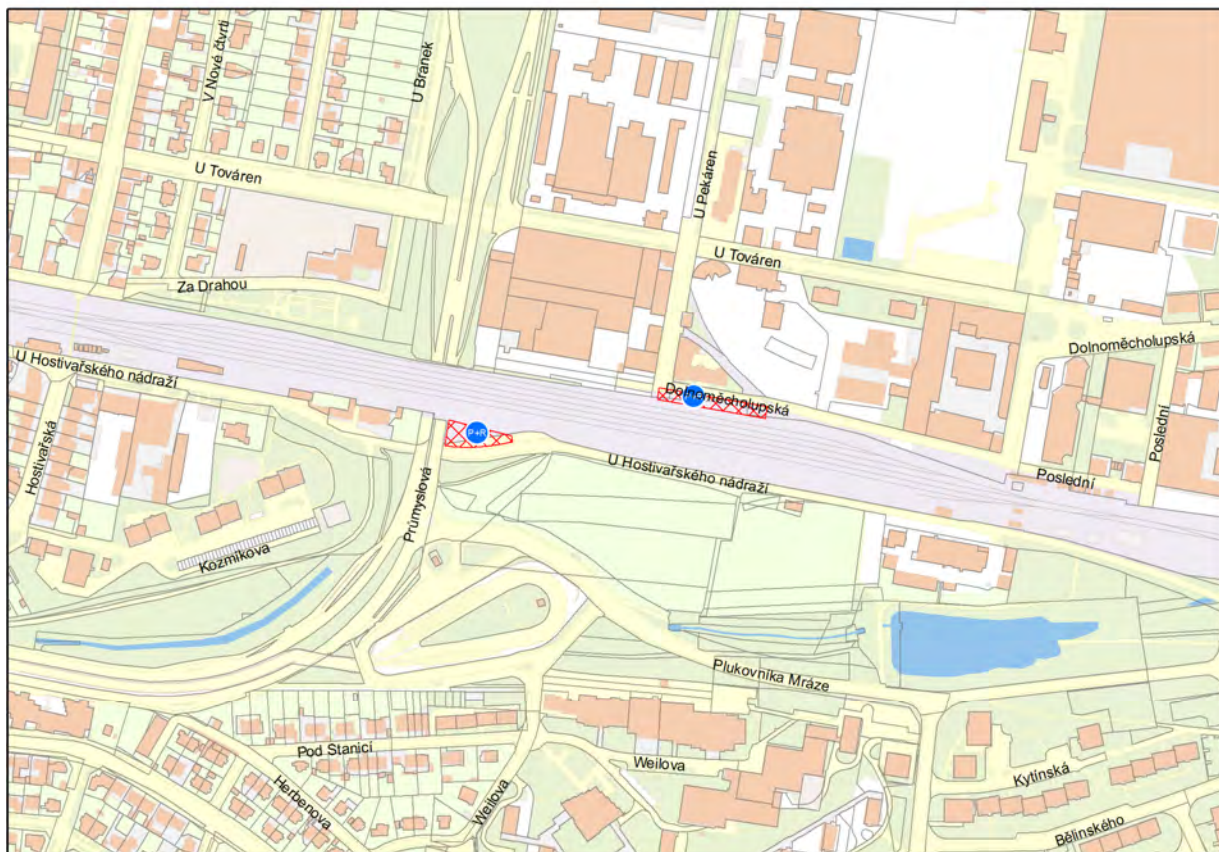 V Nové čtvrti
U Branek
U Továren
U Pekáren
U Továren
Za Drahou
Dolnoměcholupská
U Hostivařského nádraží
Dolnoměcholupská
Poslední
Hostivařská
P+R
U Hostivařského nádraží
Poslední
Průmyslová
Kozmíkova
Plukovníka Mráze
Pod Stanicí
Weilova
Kytínská
Herbenova
Weilova
Bělinského